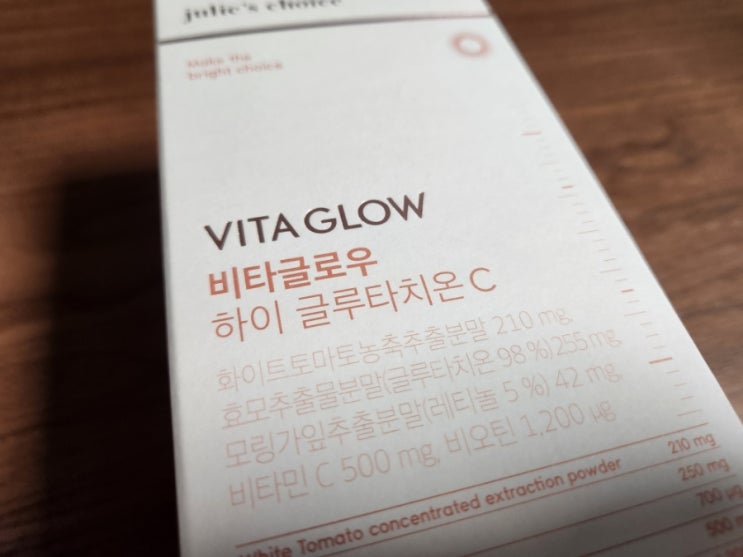 julie's choice
Make the
bright choice
VITA GLOW
비타글로우
하이 글루타치온 C
화이트토마토농축추출분말 210 mg,
효모추출물분말(글루타치온 98 %)255 mg,
모링가잎추출분말(레티놀 5 %) 42 mg,
비타민 C 500 mg, 비오틴 1,200 μg
White Tomato concentrated extraction powder 210 mg
250 mg
700 μg
500 m